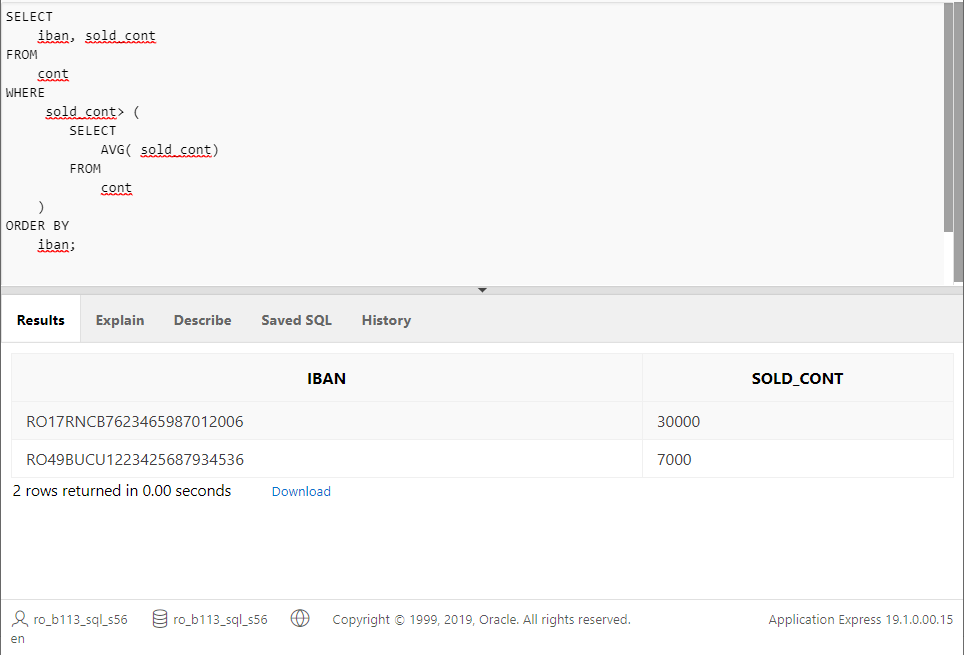 SELECT
    iban, sold_cont
FROM
    cont
WHERE
     sold_cont> (
        SELECT
            AVG( sold_cont)
        FROM
            cont
    )
ORDER BY
    iban;
Results Explain Describe Saved SQL History
IBAN SOLD_CONT
RO17RNCB7623465987012006 30000
RO49BUCU1223425687934536 7000
2 rows returned in 0.00 seconds Download
ro_b113_sql_s56 ro_b113_sql_s56 Copyright © 1999, 2019, Oracle. All rights reserved. Application Express 19.1.0.00.15
en